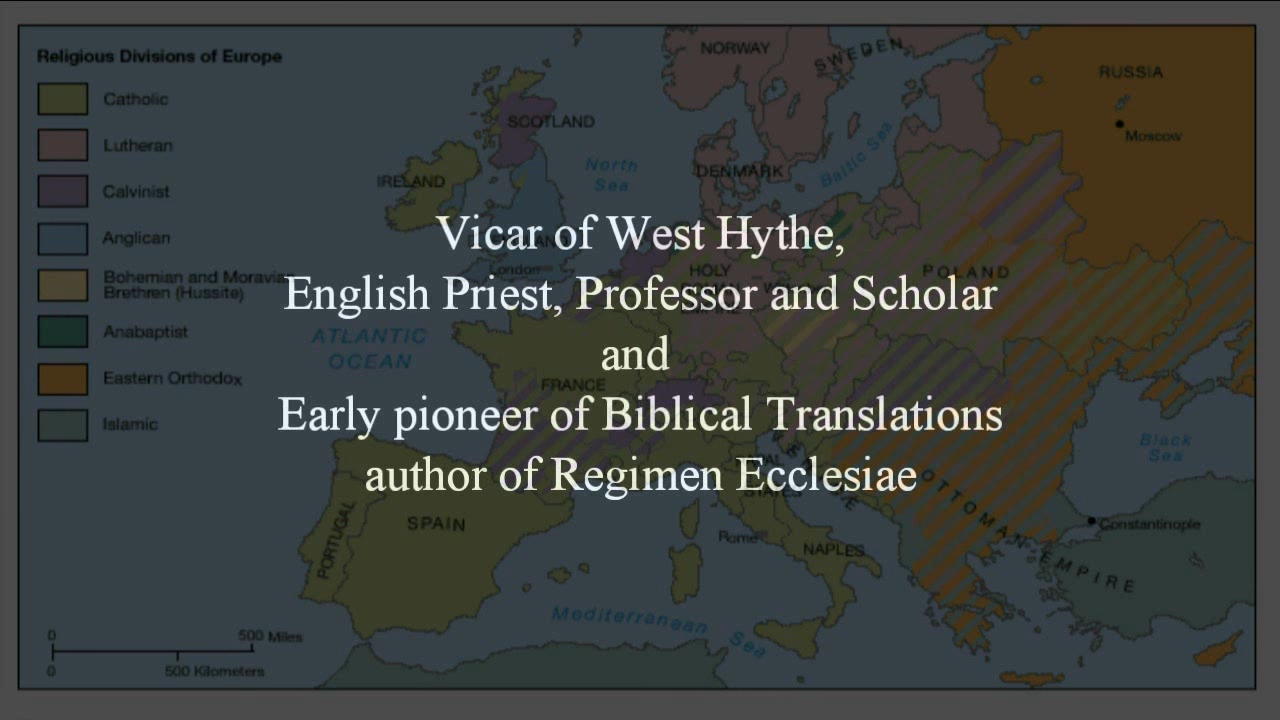 Religious Divisions of Europe
Catholic
Lutheran
Calvinist
Anglican
Bohemian and Moravian
Brethren (Hussite)
Anabaptist
Eastern Orthodox
Islamic
NORWAY
SWEDEN
RUSSIA
Moscow
SCOTLAND
North
Sea
DENMARK
Baltic Sea
IRELAND
Vicar of West Hythe,
London
HOLY
POLAND
English Priest, Professor and Scholar
ATLANTIC
OCEAN
and
FRANCE
Early pioneer of Biblical Translations
Black
Sea
author of Regimen Ecclesiae
STATES
OTTOMAN EMPIRE
PORTUGAL
SPAIN
Rome
NAPLES
Constantinople
Mediterranean Sea
0 500 Miles
0 500 Kilometers